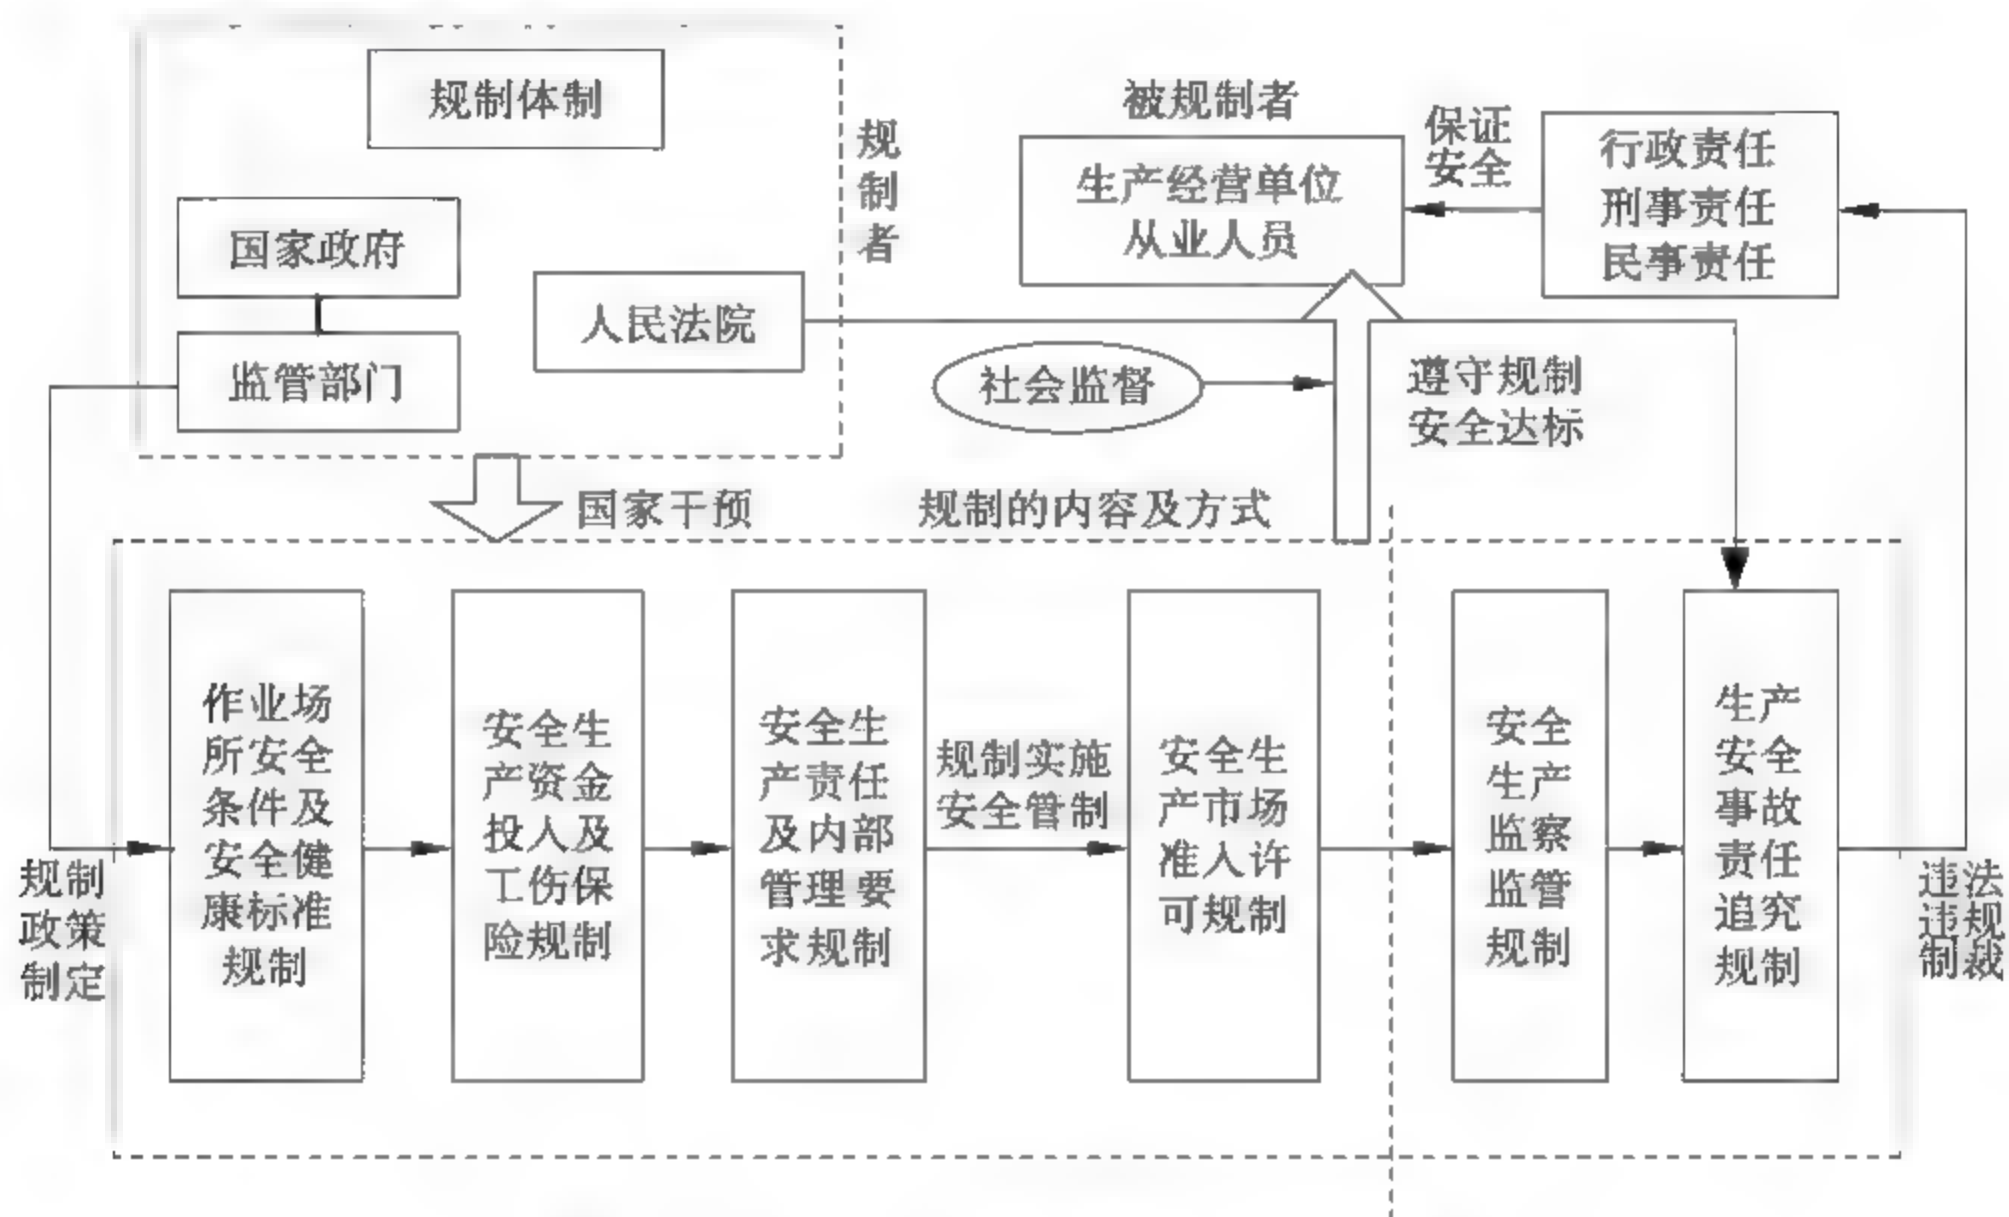 规制体制
国家政府
监管部门
人民法院
规
制
者
被规制者
生产经营单位
从业人员
保证
安全
行政责任
刑事责任
民事责任
社会监督
遵守规制
安全达标
国家干预
规制的内容及方式
规制
政策
制定
作业场
所安全
条件及
安全健
康标准
规制
安全生
产资金
投入及
工伤保
险规制
安全生
产责任
及内部
管理要
求规制
规制实施
安全管制
安全生
产市场
准入许
可规制
安全
生产
监察
监管
规制
生产
安全
事故
责任
追究
规制
违法
违规
制裁